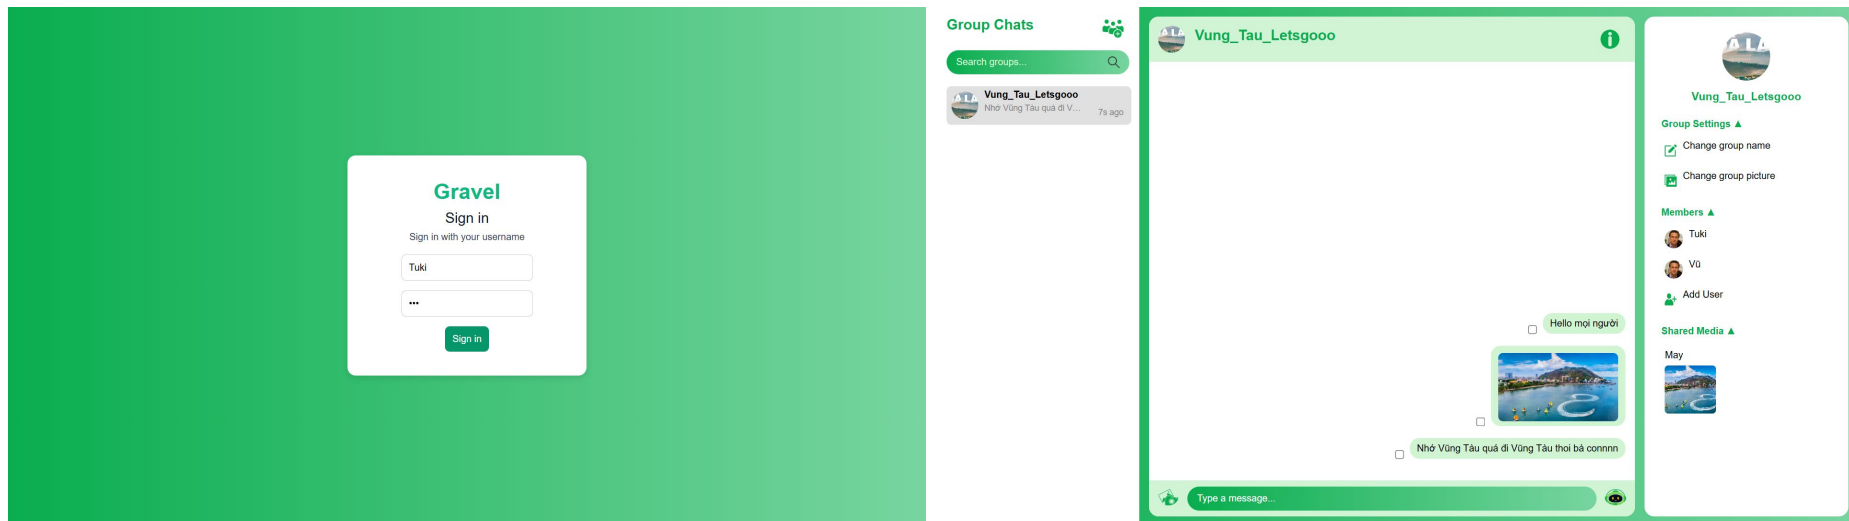 Gravel
Sign in
Sign in with your username
Tuki
•••
Sign in
Group Chats
Search groups...
Vung_Tau_Letsgooo
Nhớ Vũng Tàu quá đi V...
7s ago
Vung_Tau_Letsgooo
Hello mọi người
Nhớ Vũng Tàu quá đi Vũng Tàu thoi bà connnn
Type a message...
Vung_Tau_Letsgooo
Group Settings ▲
Change group name
Change group picture
Members ▲
Tuki
Vũ
Add User
Shared Media ▲
May